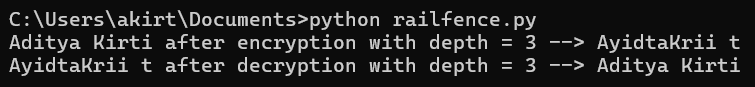 C:\Users\akirt\Documents>python railfence.py
Aditya Kirti after encryption with depth = 3 --> AyidtaKrii t
AyidtaKrii t after decryption with depth = 3 --> Aditya Kirti